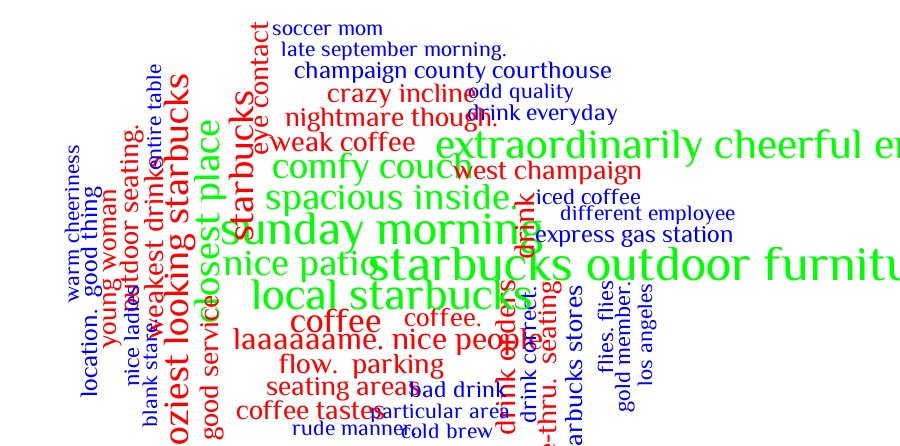 soccer mom
late september morning.
champaign county courthouse
crazy incline
odd quality
drink everyday
nightmare though.
weak coffee
extraordinarily cheerful
comfy couch
west champaign
spacious inside.
iced coffee
different employee
sunday morning
express gas station
nice patio
starbucks outdoor
local starbucks
coffee
coffee.
laaaaaame. nice people
flow. parking
seating areas
bad drink
coffee tastes
particular area
rude manner.
cold brew
warm cheeriness
location. good thing
young woman
outdoor seating.
nice ladies
entire table
weakest drinks
blank stare.
looking starbucks
closest place
good service
starbucks
eye contact
drink
drink orders
drink correct.
seating
stores
flies. flies
gold member.
los angeles